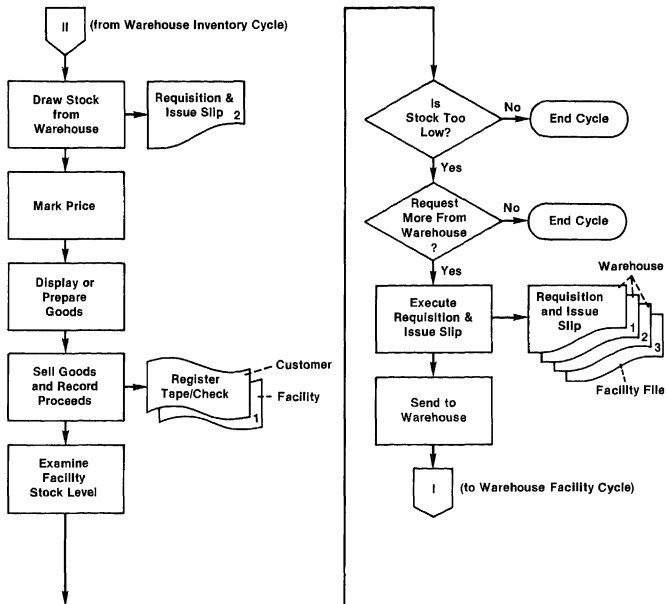 II
(from Warehouse Inventory Cycle)
Draw Stock
from
Warehouse
Requisition &
Issue Slip
2
Mark Price
Display or
Prepare
Goods
Sell Goods
and Record
Proceeds
Register
Tape/Check
1
Customer
Facility
Examine
Facility
Stock Level
Is
Stock Too
Low?
No
End Cycle
Yes
Request
More From
Warehouse
?
No
End Cycle
Yes
Execute
Requisition &
Issue Slip
Warehouse
Requisition
and Issue
Slip
1
2
3
Facility File
Send to
Warehouse
I
(to Warehouse Facility Cycle)